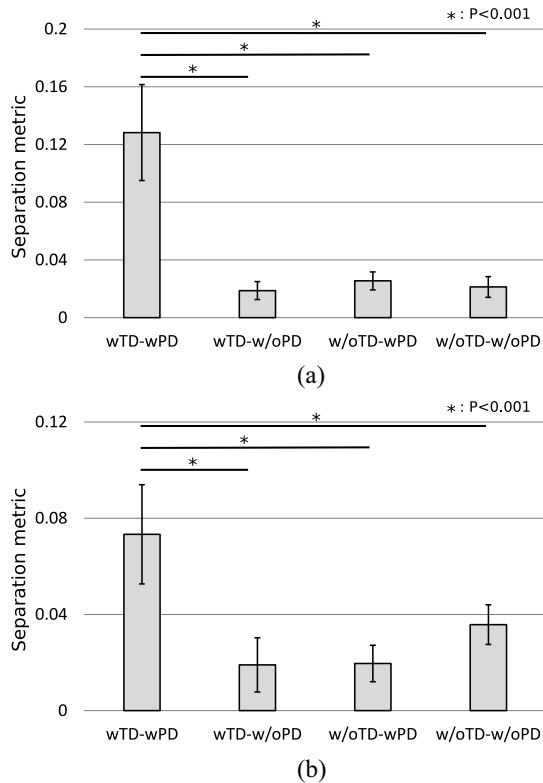 * : P<0.001
0.2
*
*
0.16
*
0.12
0.08
0.04
0
Separation metric
wTD-wPD wTD-w/oPD w/oTD-wPD w/oTD-w/oPD
(a)
* : P<0.001
0.12
*
*
*
0.08
0.04
0
Separation metric
wTD-wPD wTD-w/oPD w/oTD-wPD w/oTD-w/oPD
(b)